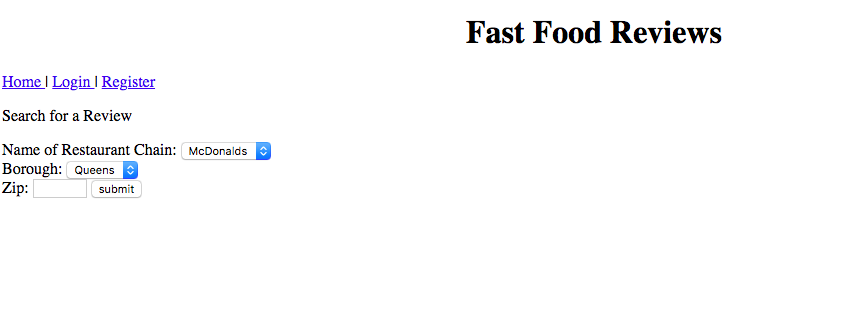 Fast Food Reviews
Home | Login | Register
Search for a Review
Name of Restaurant Chain: McDonalds
Borough: Queens
Zip: submit